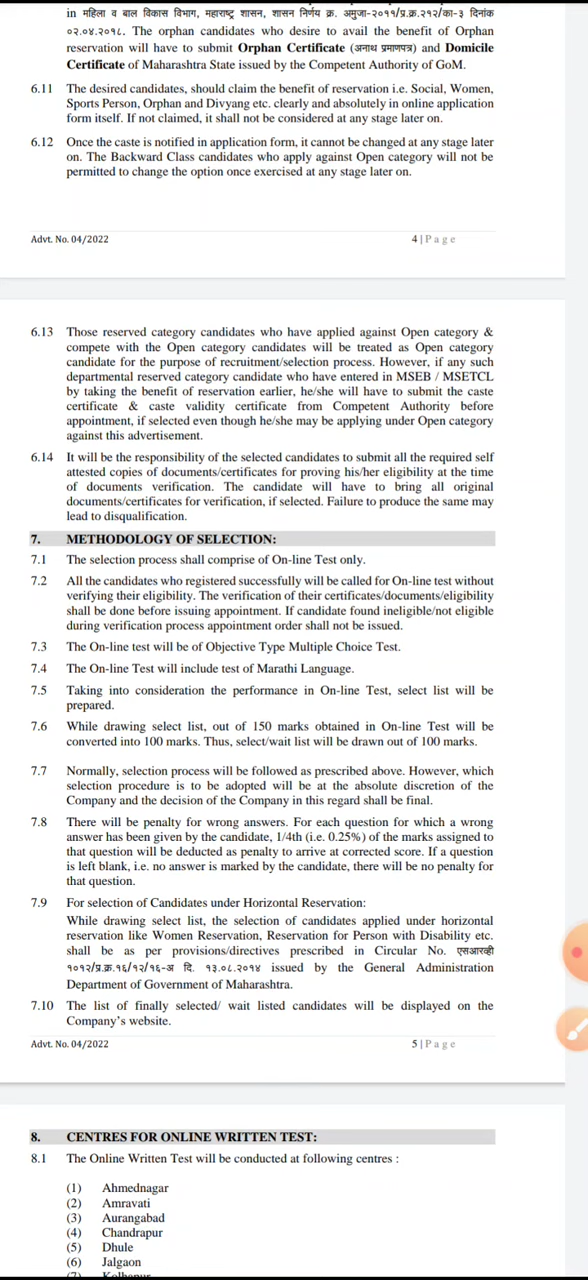 in महिला व बाल विकास विभाग, महाराष्ट्र शासन, शासन निर्णय क्र. अमुजा-२०११/प्र.क्र.२१२/का-३ दिनांक
०२.०४.२०१८. The orphan candidates who desire to avail the benefit of Orphan
reservation will have to submit Orphan Certificate (अनाथ प्रमाणपत्र) and Domicile
Certificate of Maharashtra State issued by the Competent Authority of GoM.
6.11 The desired candidates, should claim the benefit of reservation i.e. Social, Women,
Sports Person, Orphan and Divyang etc. clearly and absolutely in online application
form itself. If not claimed, it shall not be considered at any stage later on.
6.12 Once the caste is notified in application form, it cannot be changed at any stage later
on. The Backward Class candidates who apply against Open category will not be
permitted to change the option once exercised at any stage later on.
Advt. No. 04/2022 4 | Page
6.13 Those reserved category candidates who have applied against Open category &
compete with the Open category candidates will be treated as Open category
candidate for the purpose of recruitment/selection process. However, if any such
departmental reserved category candidate who have entered in MSEB / MSETCL
by taking the benefit of reservation earlier, he/she will have to submit the caste
certificate & caste validity certificate from Competent Authority before
appointment, if selected even though he/she may be applying under Open category
against this advertisement.
6.14 It will be the responsibility of the selected candidates to submit all the required self
attested copies of documents/certificates for proving his/her eligibility at the time
of documents verification. The candidate will have to bring all original
documents/certificates for verification, if selected. Failure to produce the same may
lead to disqualification.
7. METHODOLOGY OF SELECTION:
7.1 The selection process shall comprise of On-line Test only.
7.2 All the candidates who registered successfully will be called for On-line test without
verifying their eligibility. The verification of their certificates/documents/eligibility
shall be done before issuing appointment. If candidate found ineligible/not eligible
during verification process appointment order shall not be issued.
7.3 The On-line test will be of Objective Type Multiple Choice Test.
7.4 The On-line Test will include test of Marathi Language.
7.5 Taking into consideration the performance in On-line Test, select list will be
prepared.
7.6 While drawing select list, out of 150 marks obtained in On-line Test will be
converted into 100 marks. Thus, select/wait list will be drawn out of 100 marks.
7.7 Normally, selection process will be followed as prescribed above. However, which
selection procedure is to be adopted will be at the absolute discretion of the
Company and the decision of the Company in this regard shall be final.
7.8 There will be penalty for wrong answers. For each question for which a wrong
answer has been given by the candidate, 1/4th (i.e. 0.25%) of the marks assigned to
that question will be deducted as penalty to arrive at corrected score. If a question
is left blank, i.e. no answer is marked by the candidate, there will be no penalty for
that question.
7.9 For selection of Candidates under Horizontal Reservation:
While drawing select list, the selection of candidates applied under horizontal
reservation like Women Reservation, Reservation for Person with Disability etc.
shall be as per provisions/directives prescribed in Circular No. एसआरव्ही
१०१२/प्र.क्र.१६/१२/१६-अ दि. १३.०८.२०१४ issued by the General Administration
Department of Government of Maharashtra.
7.10 The list of finally selected/ wait listed candidates will be displayed on the
Company's website.
Advt. No. 04/2022 5 | Page
8. CENTRES FOR ONLINE WRITTEN TEST:
8.1 The Online Written Test will be conducted at following centres :
(1) Ahmednagar
(2) Amravati
(3) Aurangabad
(4) Chandrapur
(5) Dhule
(6) Jalgaon
(7) Kolhapur